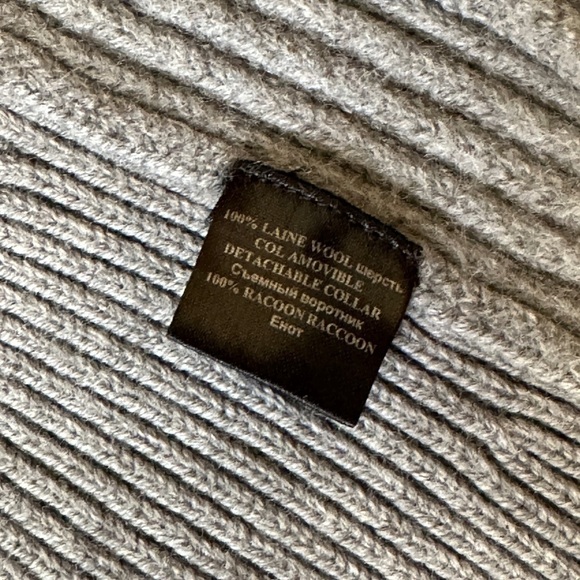 100% LAINE WOOL шерсть
COL AMOVIBLE
DETACHABLE COLLAR
Съемный воротник
100% RACOON RACCOON
Енот